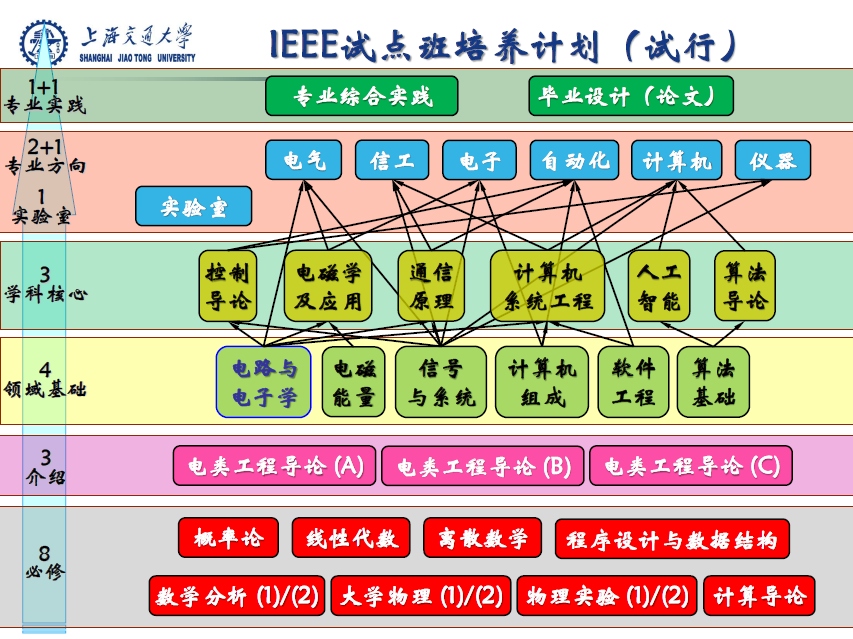 上海交通大学
SHANGHAI JIAO TONG UNIVERSITY
IEEE试点班培养计划（试行）
1+1
专业实践
专业综合实践
毕业设计（论文）
2+1
专业方向
电气
信工
电子
自动化
计算机
仪器
1
实验室
实验室
3
学科核心
控制
导论
电磁学
及应用
通信
原理
计算机
系统工程
人工
智能
算法
导论
4
领域基础
电路与
电子学
电磁
能量
信号
与系统
计算机
组成
软件
工程
算法
基础
3
介绍
电类工程导论 (A)
电类工程导论 (B)
电类工程导论 (C)
8
必修
概率论
线性代数
离散数学
程序设计与数据结构
数学分析 (1)/(2)
大学物理 (1)/(2)
物理实验 (1)/(2)
计算导论